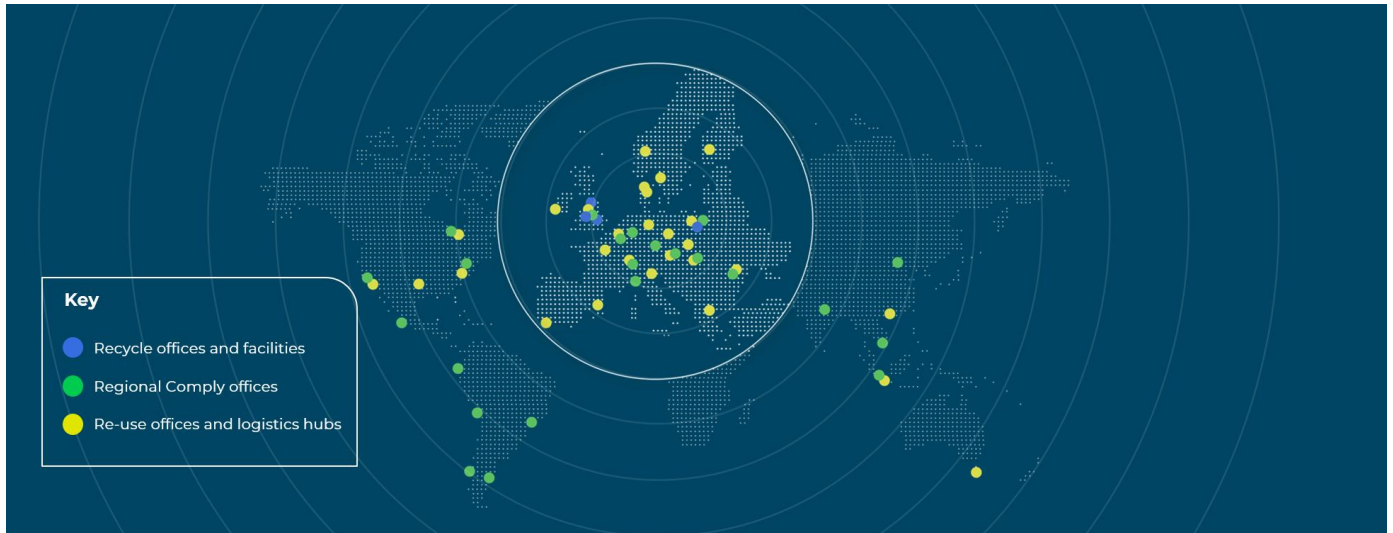 Key
Recycle offices and facilities
Regional Comply offices
Re-use offices and logistics hubs